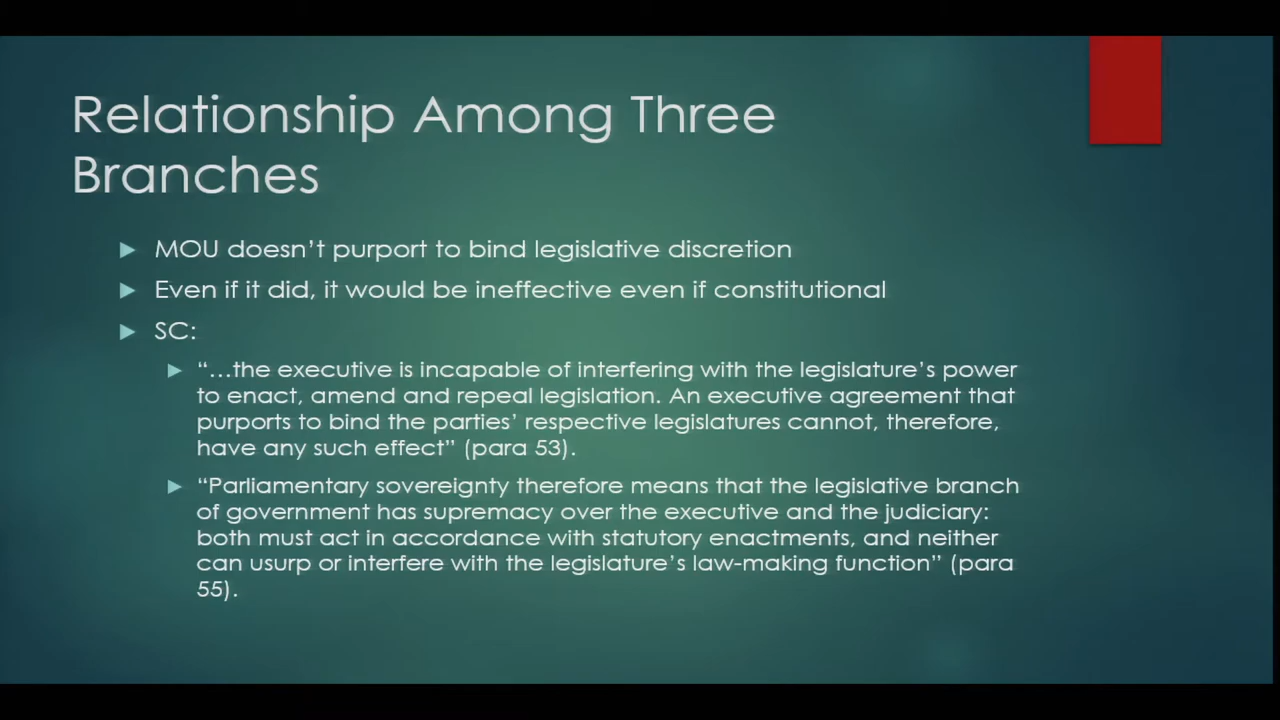 Relationship Among Three
Branches
MOU doesn’t purport to bind legislative discretion
Even if it did, it would be ineffective even if constitutional
SC:
“…the executive is incapable of interfering with the legislature’s power
to enact, amend and repeal legislation. An executive agreement that
purports to bind the parties’ respective legislatures cannot, therefore,
have any such effect” (para 53).
“Parliamentary sovereignty therefore means that the legislative branch
of government has supremacy over the executive and the judiciary:
both must act in accordance with statutory enactments, and neither
can usurp or interfere with the legislature’s law-making function” (para
55).